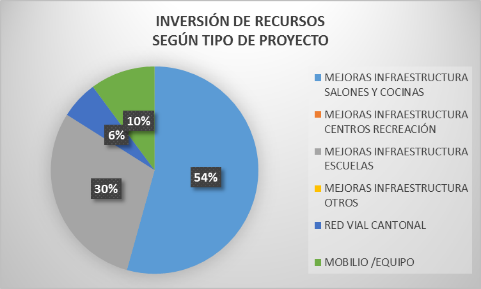 INVERSIÓN DE RECURSOS
SEGÚN TIPO DE PROYECTO
10%
6%
54%
30%
MEJORAS INFRAESTRUCTURA
SALONES Y COCINAS
MEJORAS INFRAESTRUCTURA
CENTROS RECREACIÓN
MEJORAS INFRAESTRUCTURA
ESCUELAS
MEJORAS INFRAESTRUCTURA
OTROS
RED VIAL CANTONAL
MOBILIO /EQUIPO